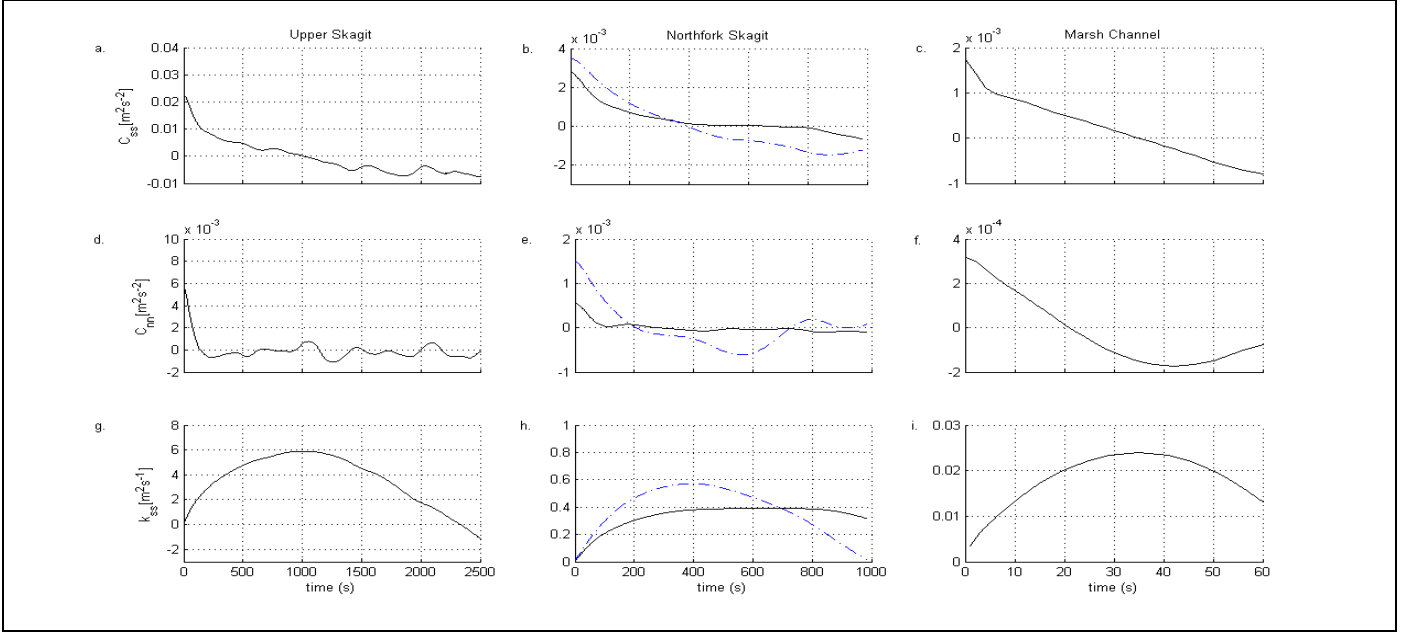 Upper Skagit
Northfork Skagit
Marsh Channel
a.
0.04
0.03
0.02
0.01
0
-0.01
C_ss[m²s⁻²]
b.
x 10⁻³
4
2
0
-2
c.
x 10⁻³
2
1
0
-1
d.
x 10⁻³
10
8
6
4
2
0
-2
C_nn[m²s⁻²]
e.
x 10⁻³
2
1
0
-1
f.
x 10⁻⁴
4
2
0
-2
g.
8
6
4
2
0
-2
k_ss[m²s⁻¹]
0 500 1000 1500 2000 2500
time (s)
h.
1
0.8
0.6
0.4
0.2
0
0 200 400 600 800 1000
time (s)
i.
0.03
0.02
0.01
0
0 10 20 30 40 50 60
time (s)